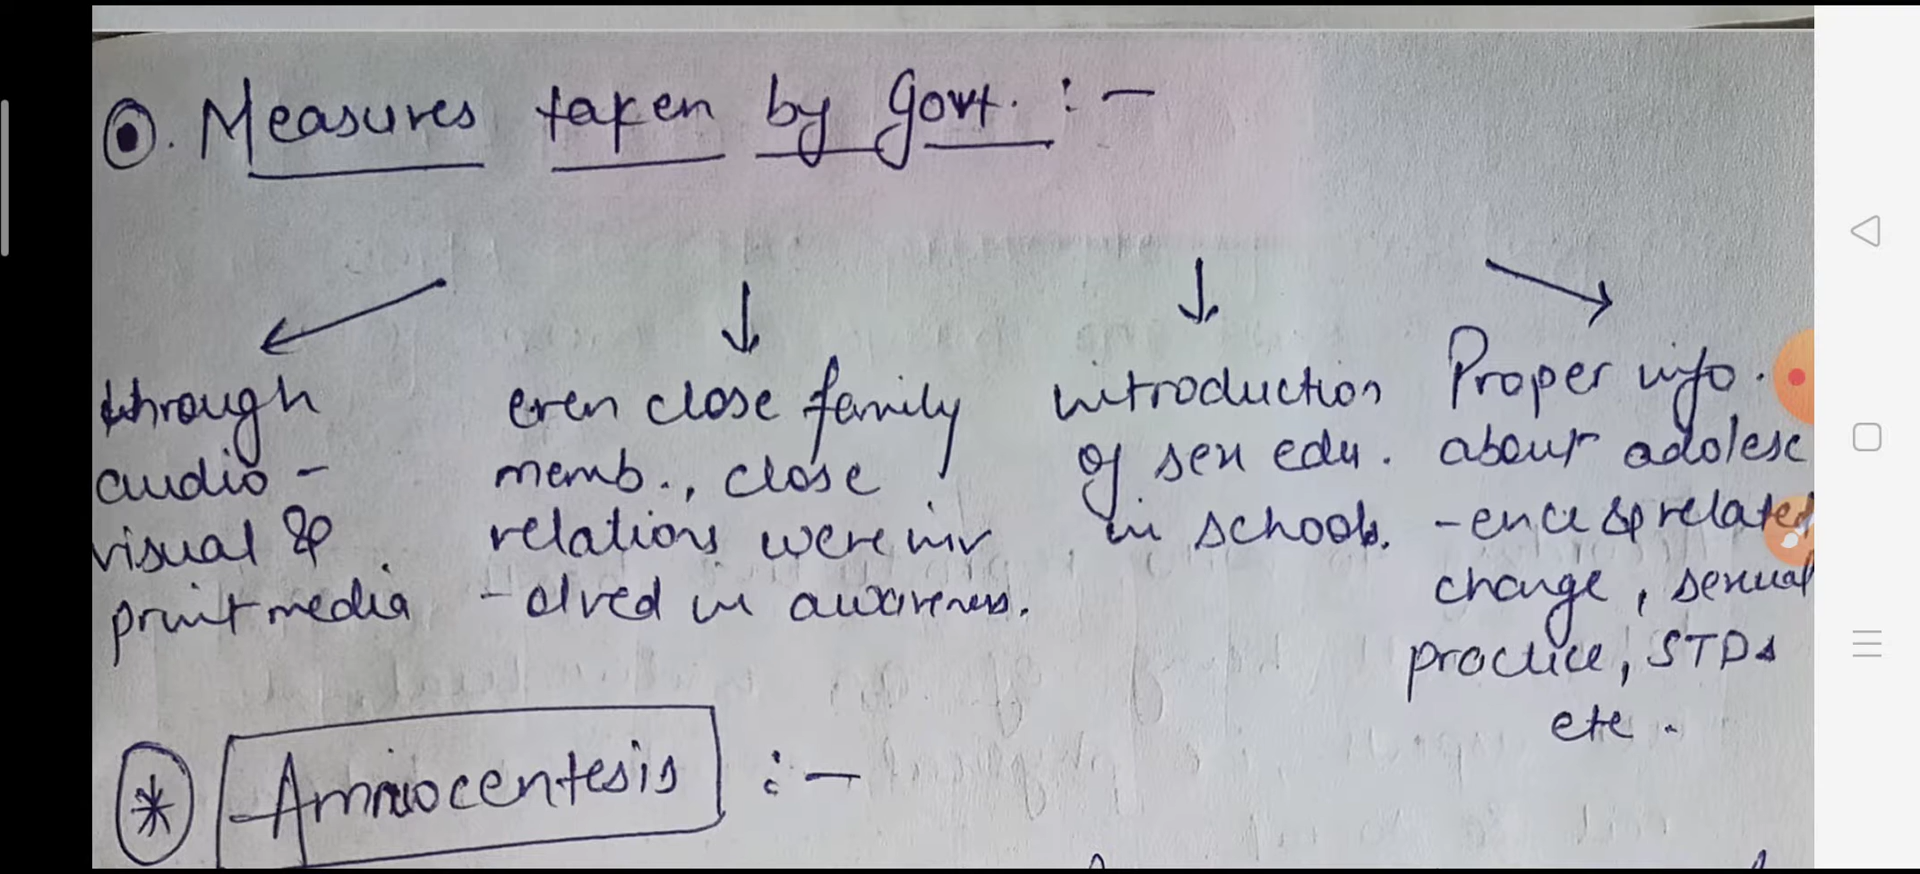 Measures taken by Govt. :-
through
audio -
visual &
print media
even close family
memb., close
relations were inv
- olved in awareness.
introduction
of sex edu.
in schools.
Proper info.
about adolesc
-ence & related
change, sexual
practice, STDs
etc.
* Amniocentesis :-